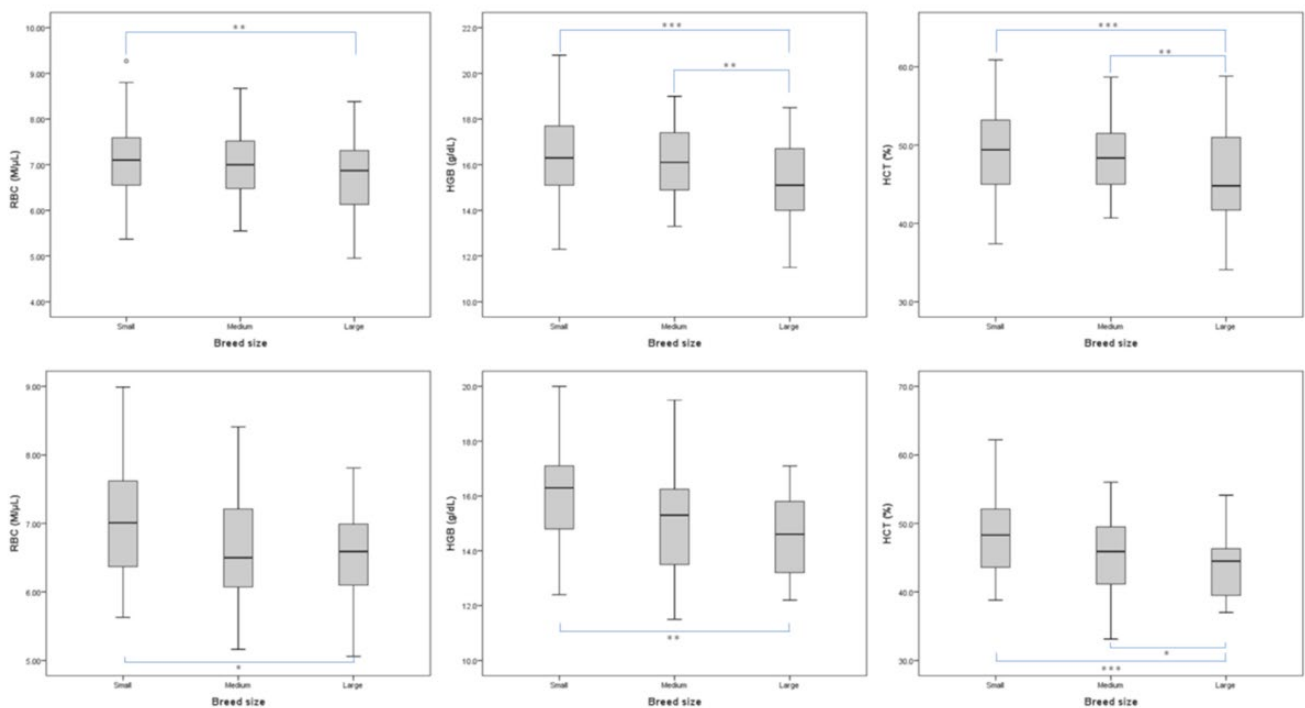 **
10.00
9.00
8.00
7.00
6.00
5.00
4.00
RBC (M/µL)
Small Medium Large
Breed size
***
**
22.0
20.0
18.0
16.0
14.0
12.0
10.0
HGB (g/dL)
Small Medium Large
Breed size
***
**
60.0
50.0
40.0
30.0
HCT (%)
Small Medium Large
Breed size
9.00
8.00
7.00
6.00
5.00
RBC (M/µL)
*
Small Medium Large
Breed size
20.0
18.0
16.0
14.0
12.0
10.0
HGB (g/dL)
**
Small Medium Large
Breed size
70.0
60.0
50.0
40.0
30.0
HCT (%)
*
***
Small Medium Large
Breed size